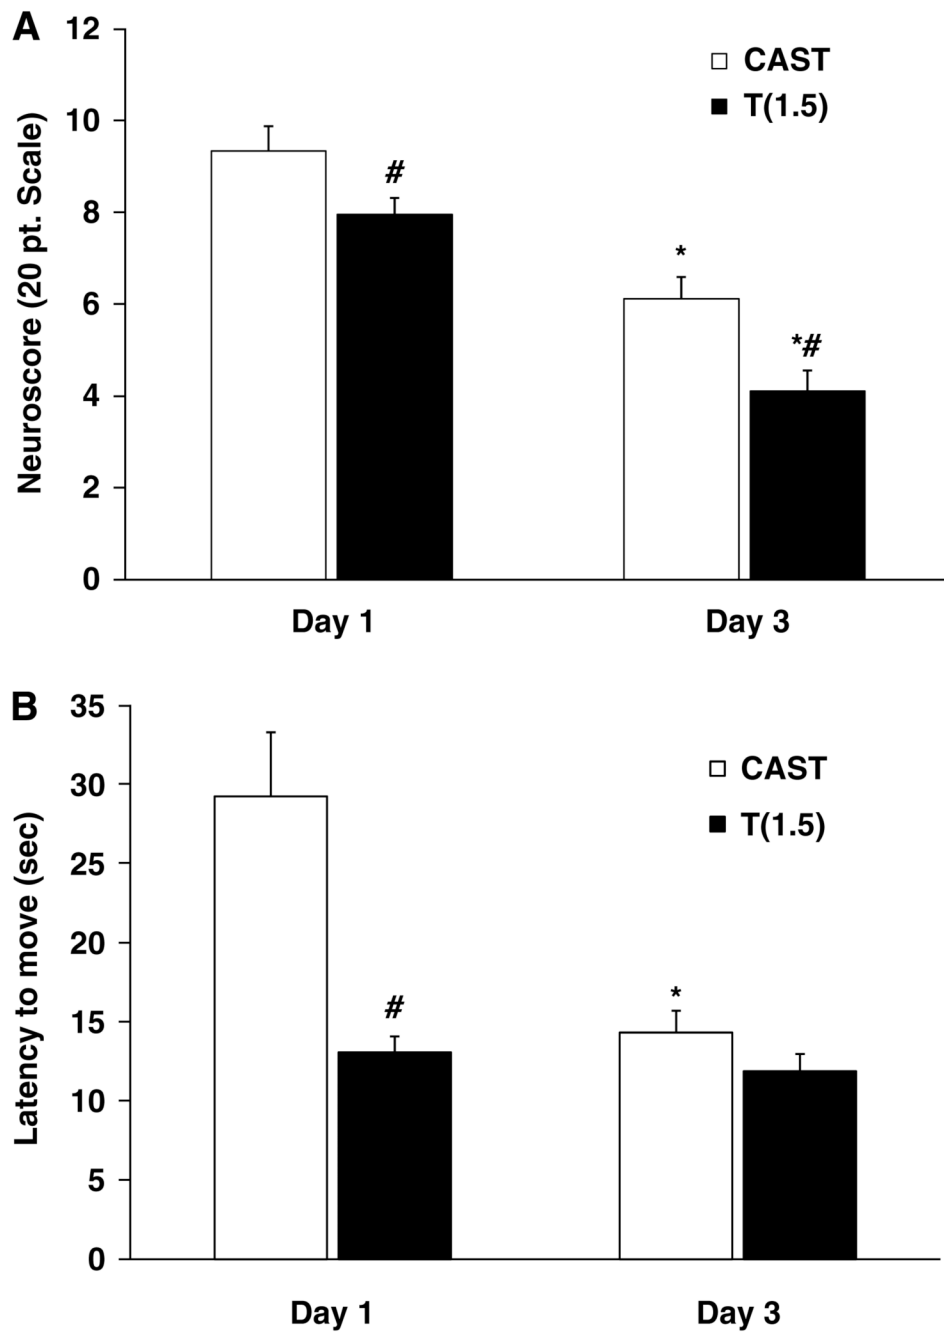 A
Neuroscore (20 pt. Scale)
12
10
8
6
4
2
0
CAST
T(1.5)
#
*
*#
Day 1
Day 3
B
Latency to move (sec)
35
30
25
20
15
10
5
0
CAST
T(1.5)
#
*
Day 1
Day 3